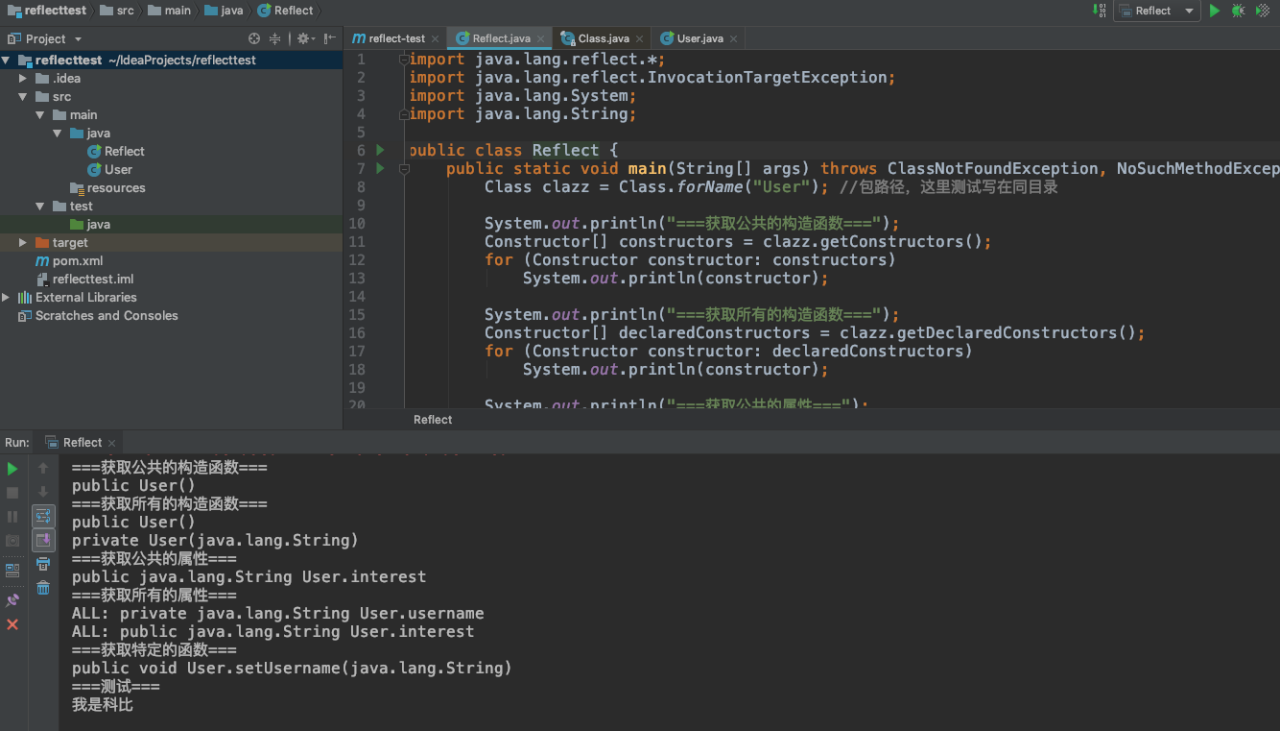 reflecttest src main java Reflect
Reflect
Project
reflect-test Reflect.java Class.java User.java
reflecttest ~/IdeaProjects/reflecttest
.idea
src
main
java
Reflect
User
resources
test
java
target
pom.xml
reflecttest.iml
External Libraries
Scratches and Consoles
1 import java.lang.reflect.*;
2 import java.lang.reflect.InvocationTargetException;
3 import java.lang.System;
4 import java.lang.String;
5
6 public class Reflect {
7 public static void main(String[] args) throws ClassNotFoundException, NoSuchMethodExcep
8 Class clazz = Class.forName("User"); //包路径，这里测试写在同目录
9
10 System.out.println("===获取公共的构造函数===");
11 Constructor[] constructors = clazz.getConstructors();
12 for (Constructor constructor: constructors)
13 System.out.println(constructor);
14
15 System.out.println("===获取所有的构造函数===");
16 Constructor[] declaredConstructors = clazz.getDeclaredConstructors();
17 for (Constructor constructor: declaredConstructors)
18 System.out.println(constructor);
19
20 System.out.println("===获取公共的属性===");
Reflect
Run: Reflect
===获取公共的构造函数===
public User()
===获取所有的构造函数===
public User()
private User(java.lang.String)
===获取公共的属性===
public java.lang.String User.interest
===获取所有的属性===
ALL: private java.lang.String User.username
ALL: public java.lang.String User.interest
===获取特定的函数===
public void User.setUsername(java.lang.String)
===测试===
我是科比